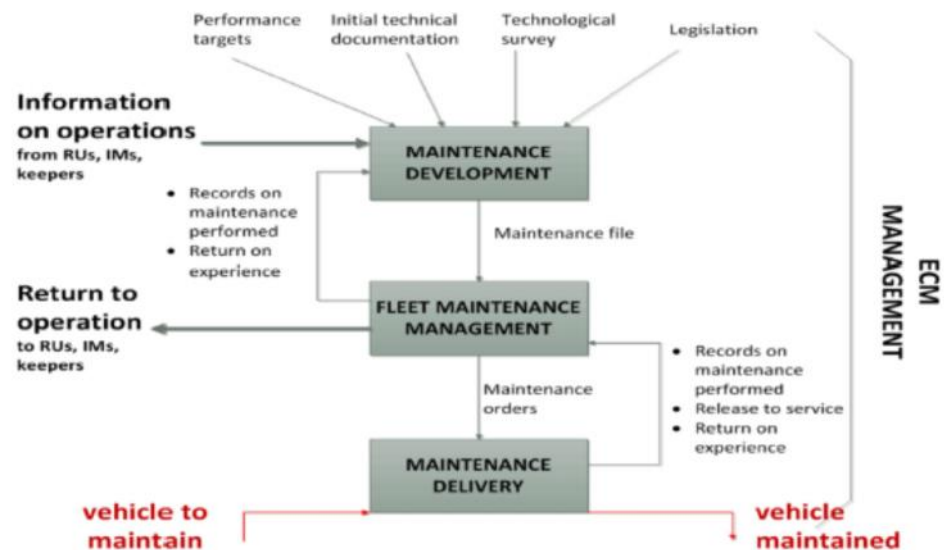 Performance
targets
Initial technical
documentation
Technological
survey
Legislation
Information
on operations
from RUs, IMs,
keepers
MAINTENANCE
DEVELOPMENT
• Records on
maintenance
performed
• Return on
experience
Maintenance file
ECM
MANAGEMENT
Return to
operation
to RUs, IMs,
keepers
FLEET MAINTENANCE
MANAGEMENT
• Records on
maintenance
performed
• Release to service
• Return on
experience
Maintenance
orders
MAINTENANCE
DELIVERY
vehicle to
maintain
vehicle
maintained